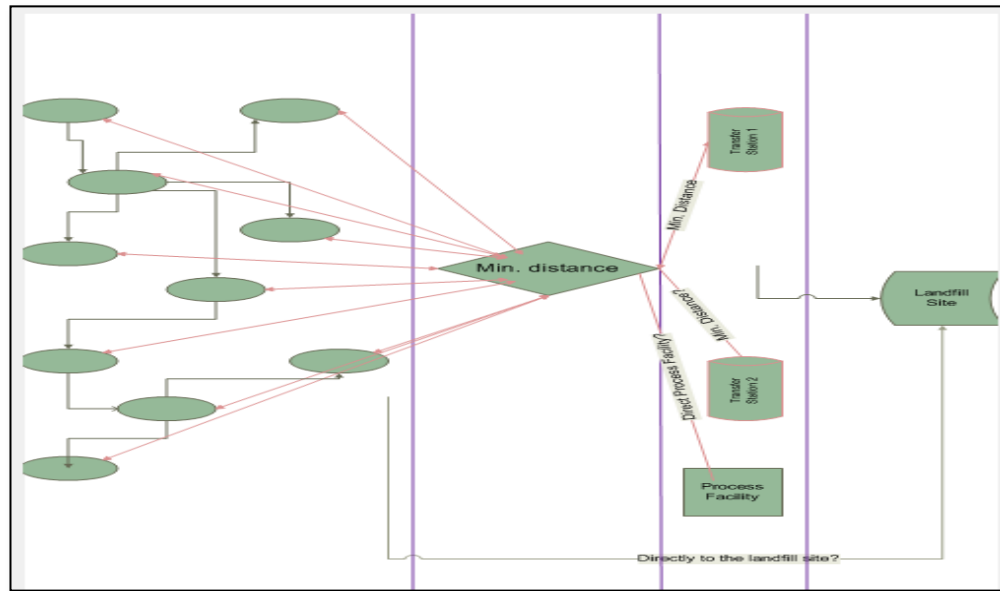 Transfer
Station 1
Min. Distance
Min. distance
Landfill
Site
Min. Distance?
Direct Process Facility?
Transfer
Station 2
Process
Facility
Directly to the landfill site?